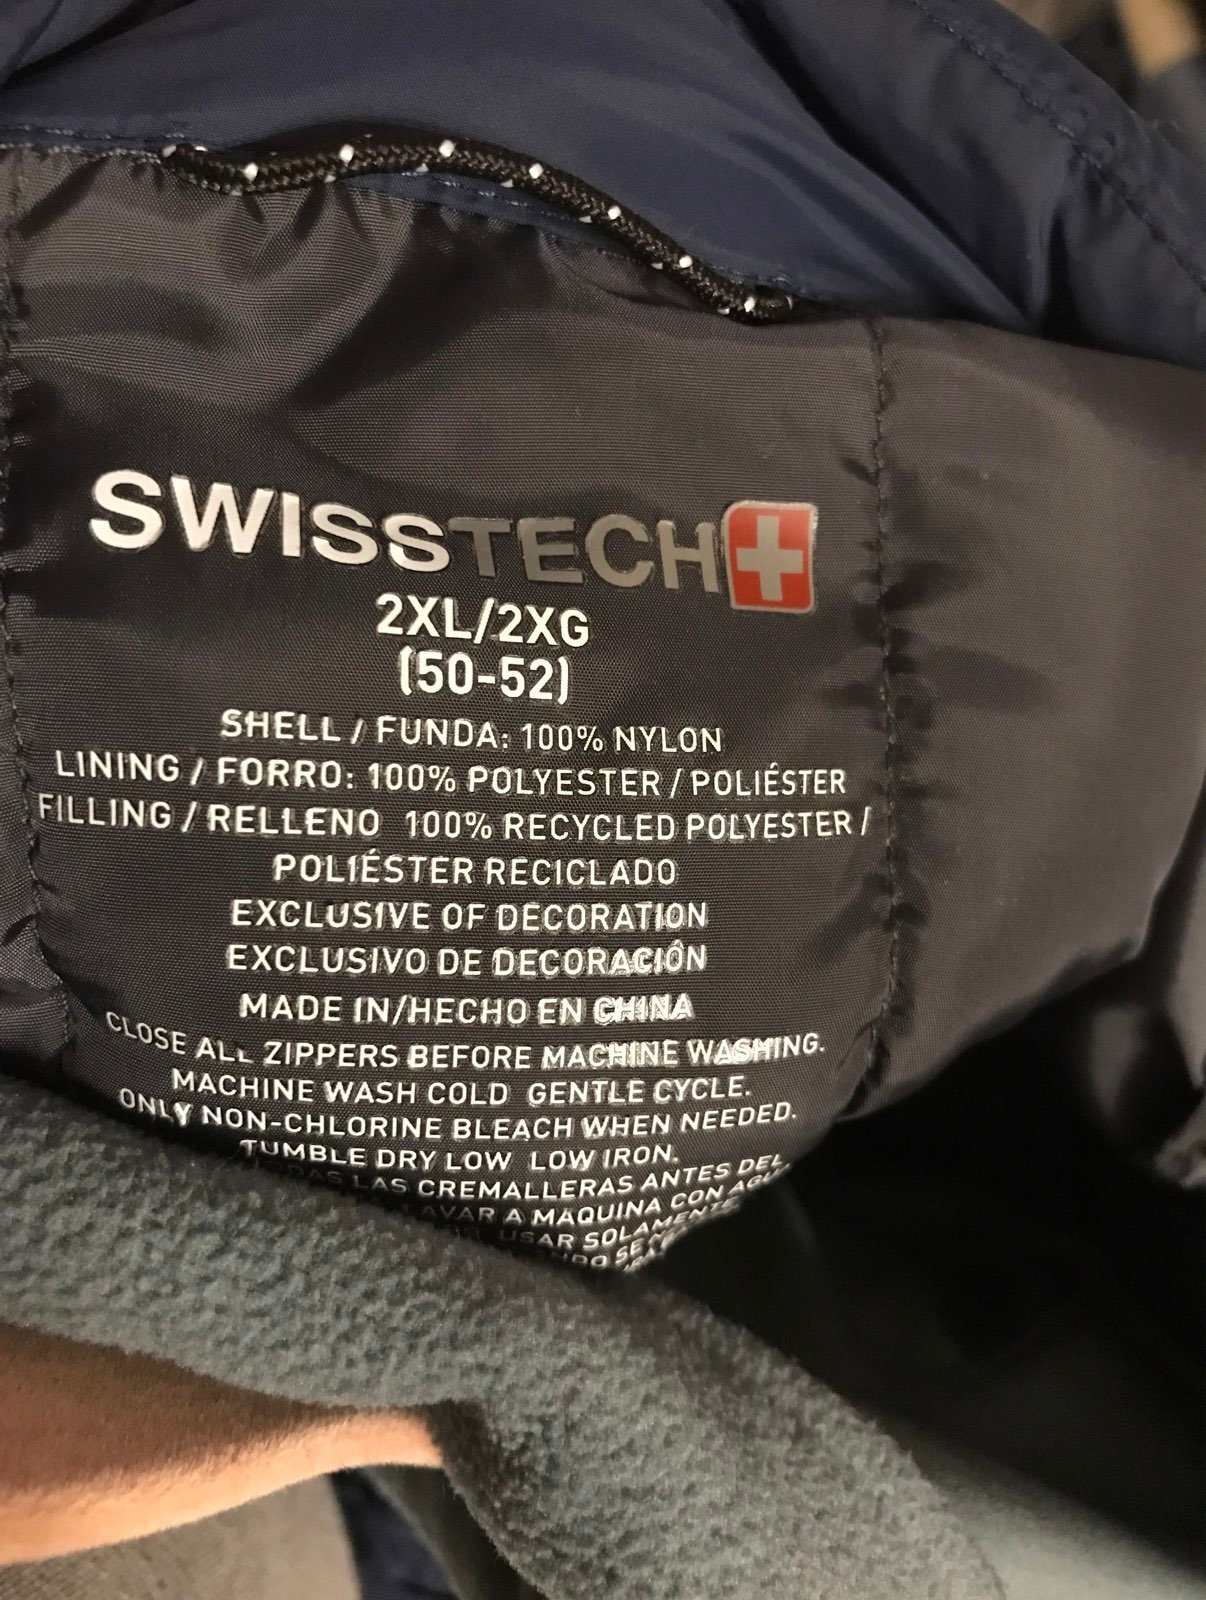 SWISSTECH
2XL/2XG
(50-52)
SHELL / FUNDA: 100% NYLON
LINING / FORRO: 100% POLYESTER / POLIÉSTER
FILLING / RELLENO 100% RECYCLED POLYESTER /
POLIÉSTER RECICLADO
EXCLUSIVE OF DECORATION
EXCLUSIVO DE DECORACIÓN
MADE IN/HECHO EN CHINA
CLOSE ALL ZIPPERS BEFORE MACHINE WASHING.
MACHINE WASH COLD GENTLE CYCLE.
ONLY NON-CHLORINE BLEACH WHEN NEEDED.
TUMBLE DRY LOW LOW IRON.
LAS CREMALLERAS ANTES DEL
LAVAR A MÁQUINA CON
USAR SOLAMENTE